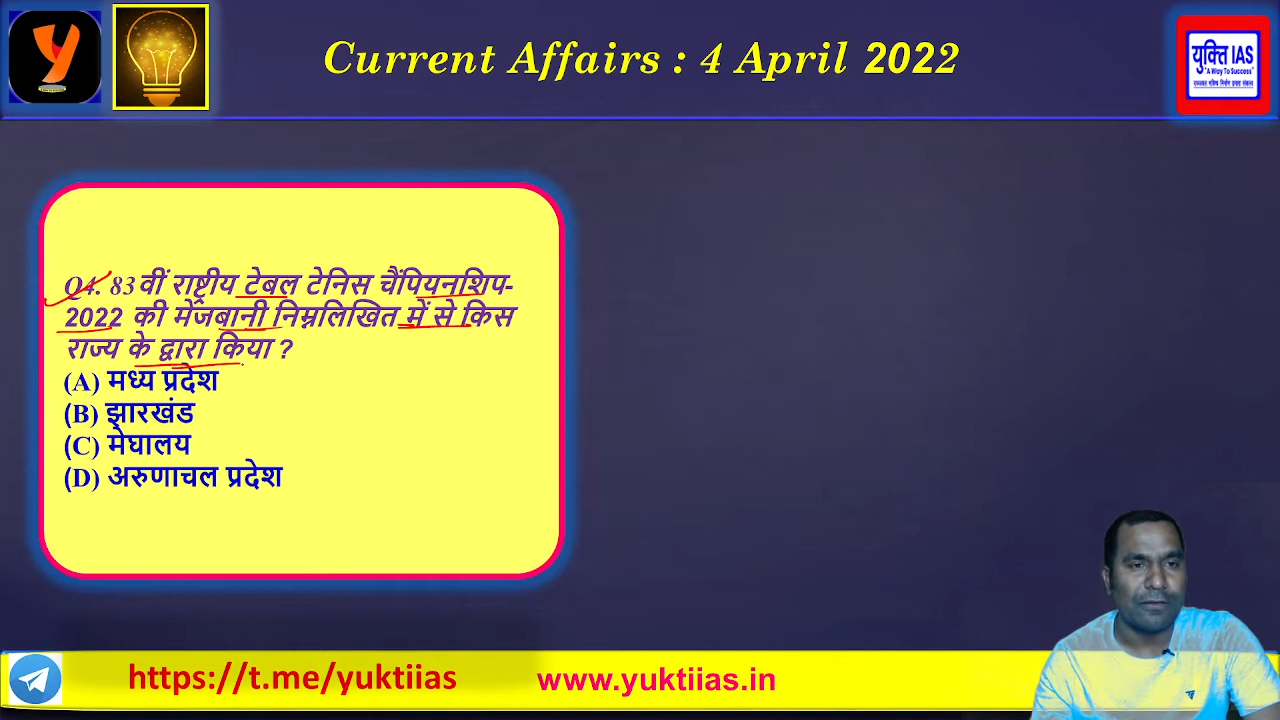 Current Affairs : 4 April 2022
युक्ति IAS
"A Way To Success"
Q4. 83वीं राष्ट्रीय टेबल टेनिस चैंपियनशिप-
2022 की मेजबानी निम्नलिखित में से किस
राज्य के द्वारा किया ?
(A) मध्य प्रदेश
(B) झारखंड
(C) मेघालय
(D) अरुणाचल प्रदेश
https://t.me/yuktiias
www.yuktiias.in